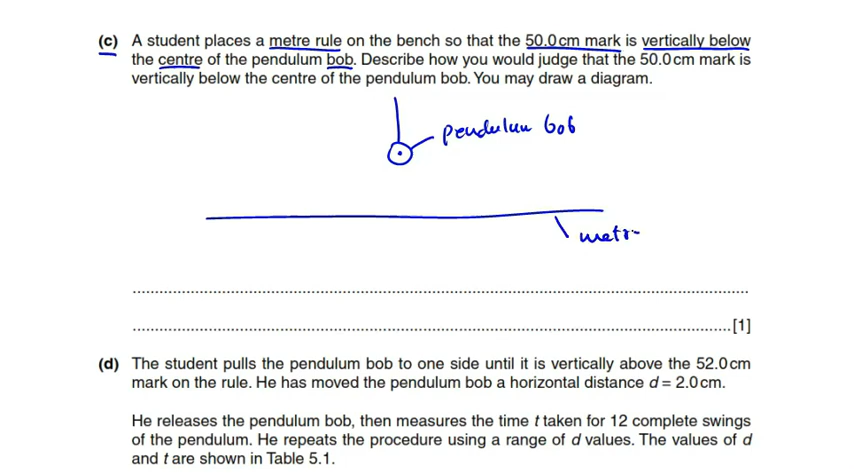 (c) A student places a metre rule on the bench so that the 50.0 cm mark is vertically below
the centre of the pendulum bob. Describe how you would judge that the 50.0 cm mark is
vertically below the centre of the pendulum bob. You may draw a diagram.
pendulum bob
metr
[1]
(d) The student pulls the pendulum bob to one side until it is vertically above the 52.0 cm
mark on the rule. He has moved the pendulum bob a horizontal distance d = 2.0 cm.
He releases the pendulum bob, then measures the time t taken for 12 complete swings
of the pendulum. He repeats the procedure using a range of d values. The values of d
and t are shown in Table 5.1.